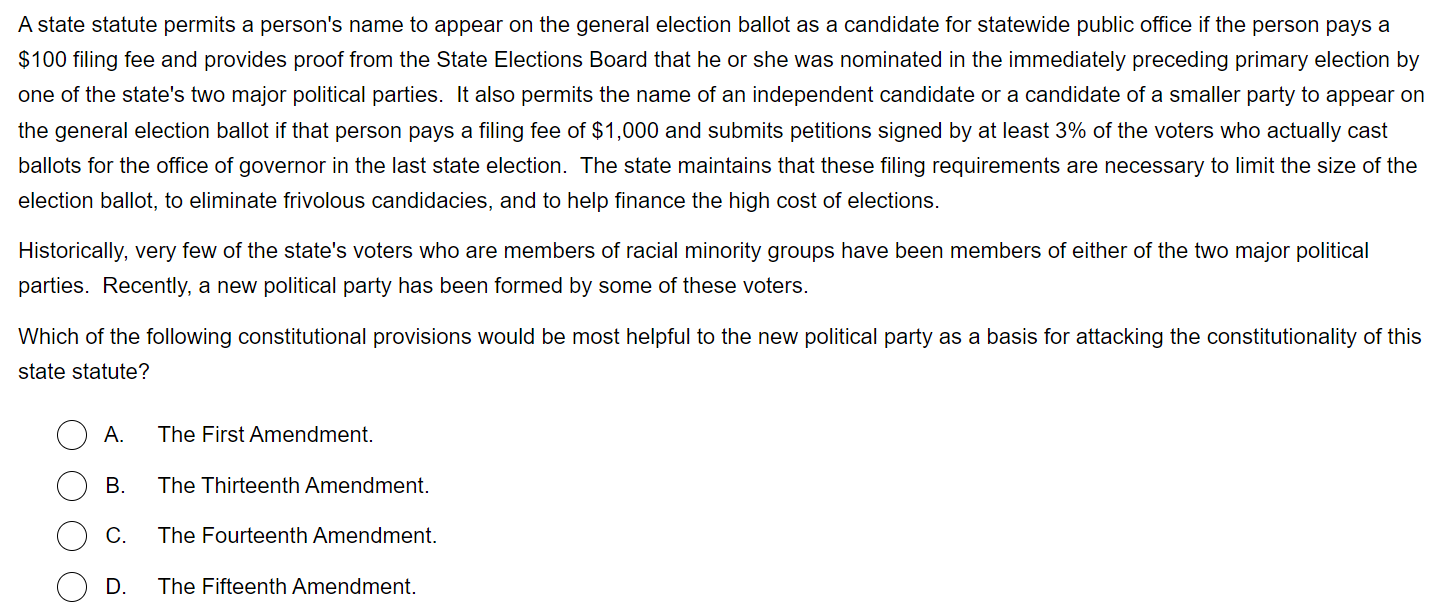 A state statute permits a person's name to appear on the general election ballot as a candidate for statewide public office if the person pays a
$100 filing fee and provides proof from the State Elections Board that he or she was nominated in the immediately preceding primary election by
one of the state's two major political parties.  It also permits the name of an independent candidate or a candidate of a smaller party to appear on
the general election ballot if that person pays a filing fee of $1,000 and submits petitions signed by at least 3% of the voters who actually cast
ballots for the office of governor in the last state election.  The state maintains that these filing requirements are necessary to limit the size of the
election ballot, to eliminate frivolous candidacies, and to help finance the high cost of elections.
Historically, very few of the state's voters who are members of racial minority groups have been members of either of the two major political
parties.  Recently, a new political party has been formed by some of these voters.
Which of the following constitutional provisions would be most helpful to the new political party as a basis for attacking the constitutionality of this
state statute?
A. The First Amendment.
B. The Thirteenth Amendment.
C. The Fourteenth Amendment.
D. The Fifteenth Amendment.